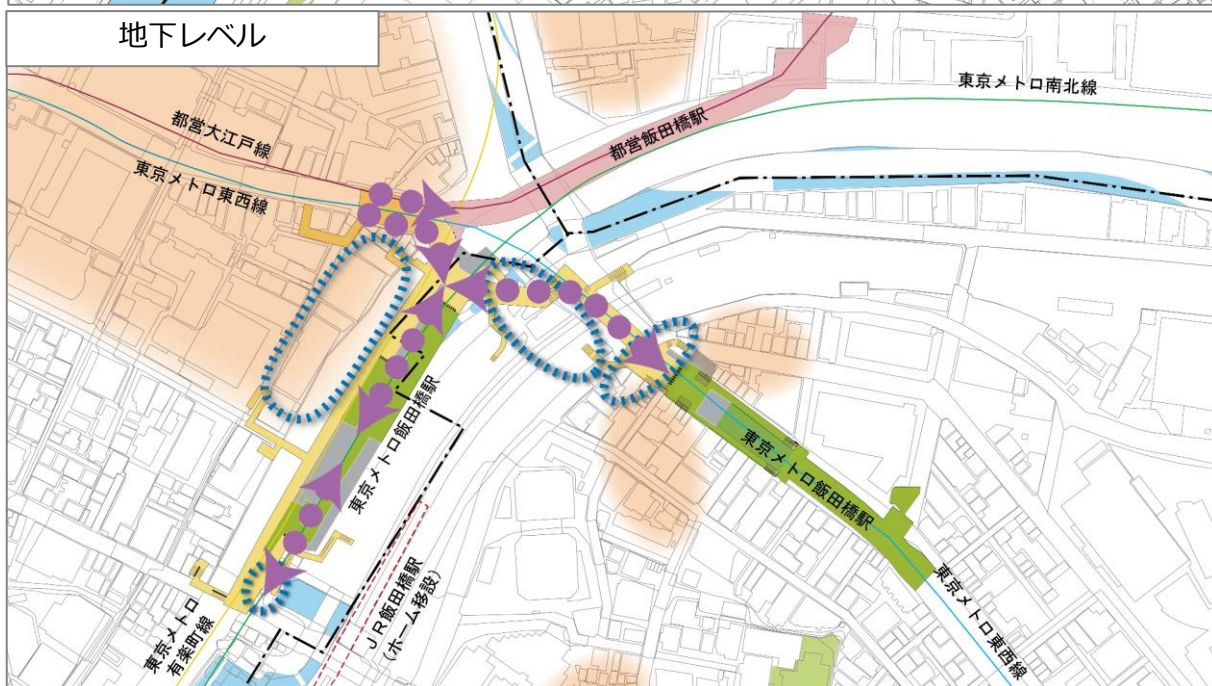 地下レベル
都営大江戸線
東京メトロ東西線
都営飯田橋駅
東京メトロ南北線
東京メトロ飯田橋駅
東京メトロ飯田橋駅
東京メトロ東西線
東京メトロ
有楽町線
JR飯田橋駅
(ホーム移設)